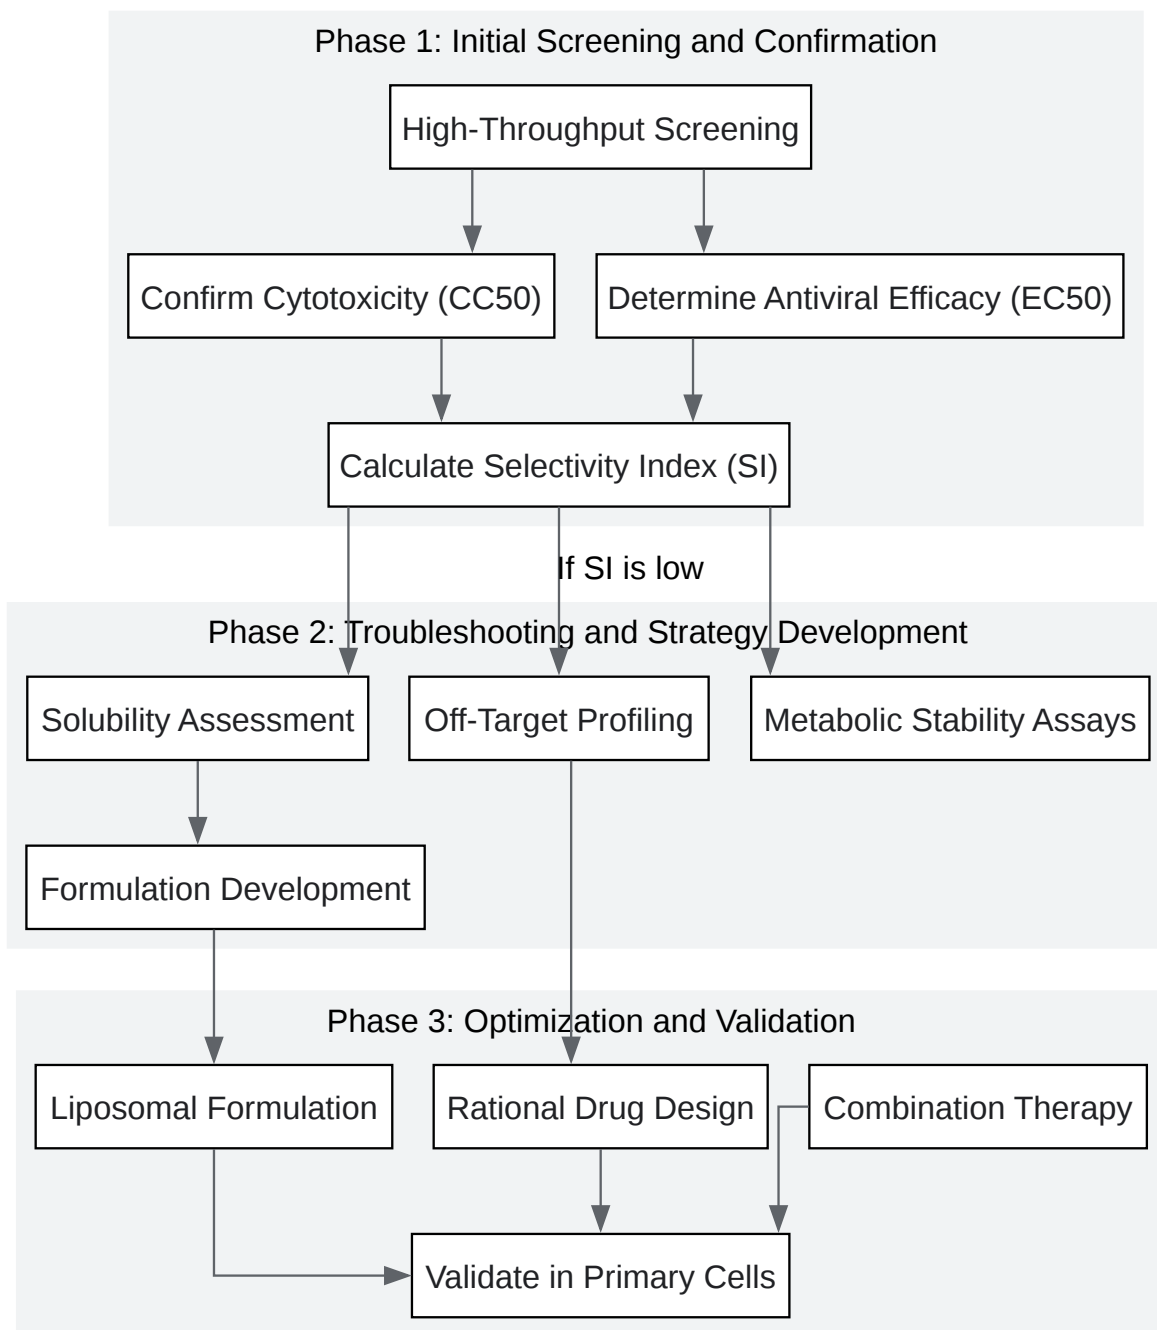 Phase 1: Initial Screening and Confirmation
High-Throughput Screening
Confirm Cytotoxicity (CC50)
Determine Antiviral Efficacy (EC50)
Calculate Selectivity Index (SI)
If SI is low
Phase 2: Troubleshooting and Strategy Development
Solubility Assessment
Off-Target Profiling
Metabolic Stability Assays
Formulation Development
Phase 3: Optimization and Validation
Liposomal Formulation
Rational Drug Design
Combination Therapy
Validate in Primary Cells